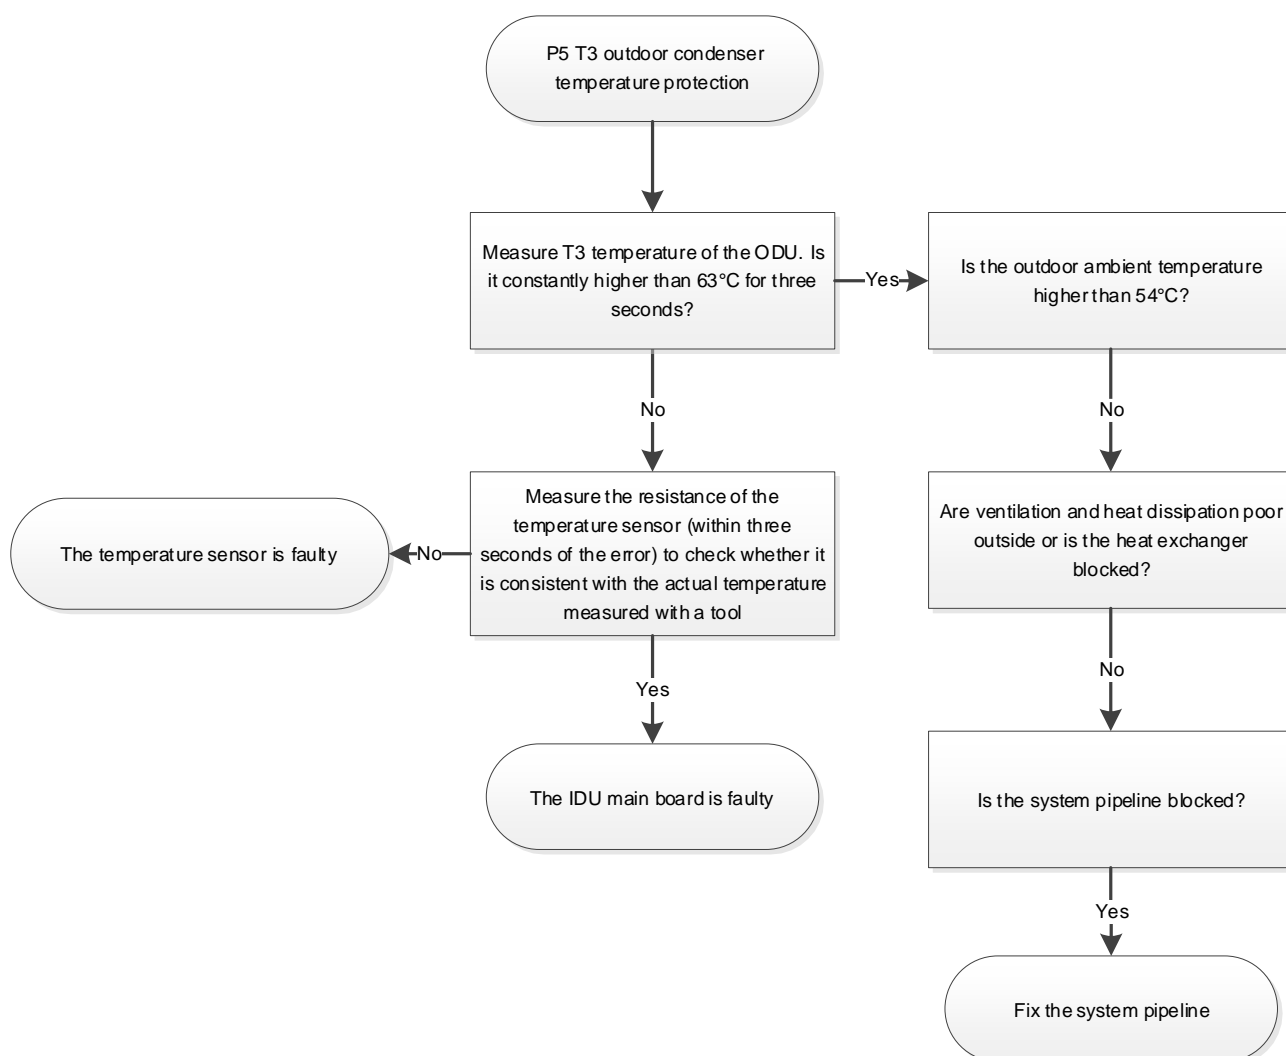 P5 T3 outdoor condenser
temperature protection
Measure T3 temperature of the ODU. Is
it constantly higher than 63°C for three
seconds?
Yes
Is the outdoor ambient temperature
higher than 54°C?
No
No
Measure the resistance of the
temperature sensor (within three
seconds of the error) to check whether it
is consistent with the actual temperature
measured with a tool
No
The temperature sensor is faulty
Are ventilation and heat dissipation poor
outside or is the heat exchanger
blocked?
Yes
No
The IDU main board is faulty
Is the system pipeline blocked?
Yes
Fix the system pipeline